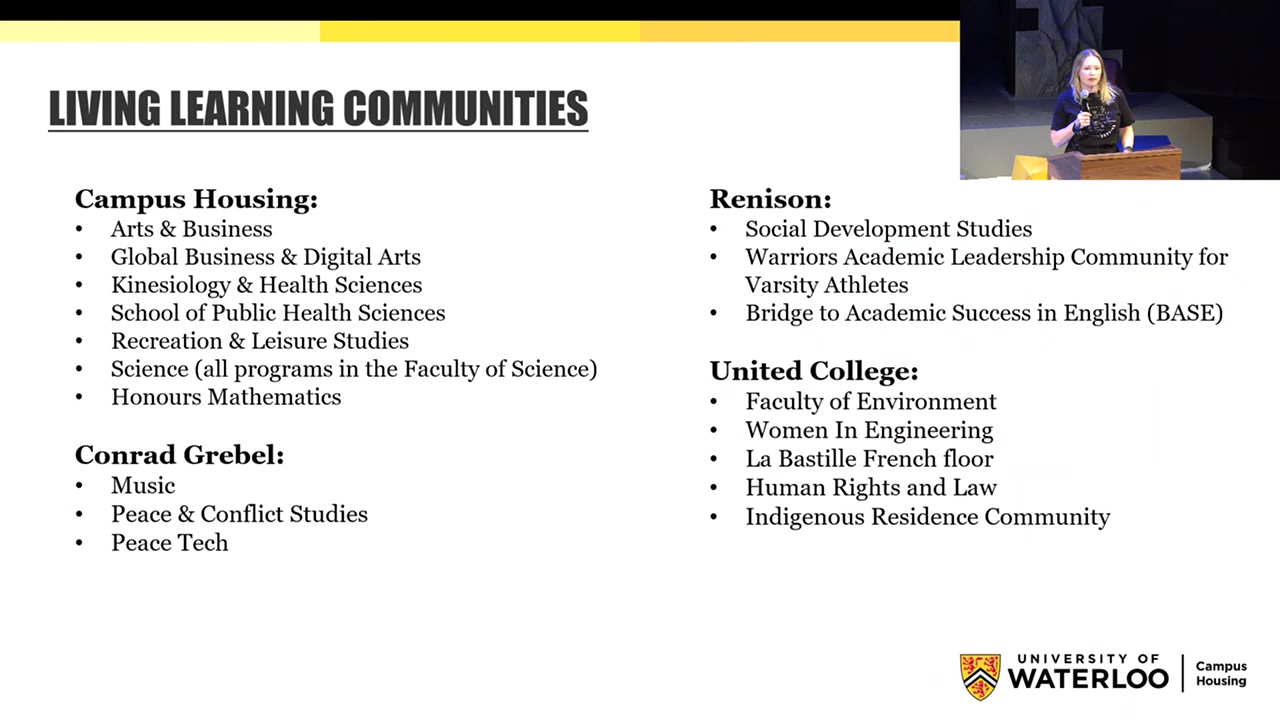 LIVING LEARNING COMMUNITIES
Campus Housing:
• Arts & Business
• Global Business & Digital Arts
• Kinesiology & Health Sciences
• School of Public Health Sciences
• Recreation & Leisure Studies
• Science (all programs in the Faculty of Science)
• Honours Mathematics
Conrad Grebel:
• Music
• Peace & Conflict Studies
• Peace Tech
Renison:
• Social Development Studies
• Warriors Academic Leadership Community for
Varsity Athletes
• Bridge to Academic Success in English (BASE)
United College:
• Faculty of Environment
• Women In Engineering
• La Bastille French floor
• Human Rights and Law
• Indigenous Residence Community
UNIVERSITY OF
WATERLOO
Campus
Housing